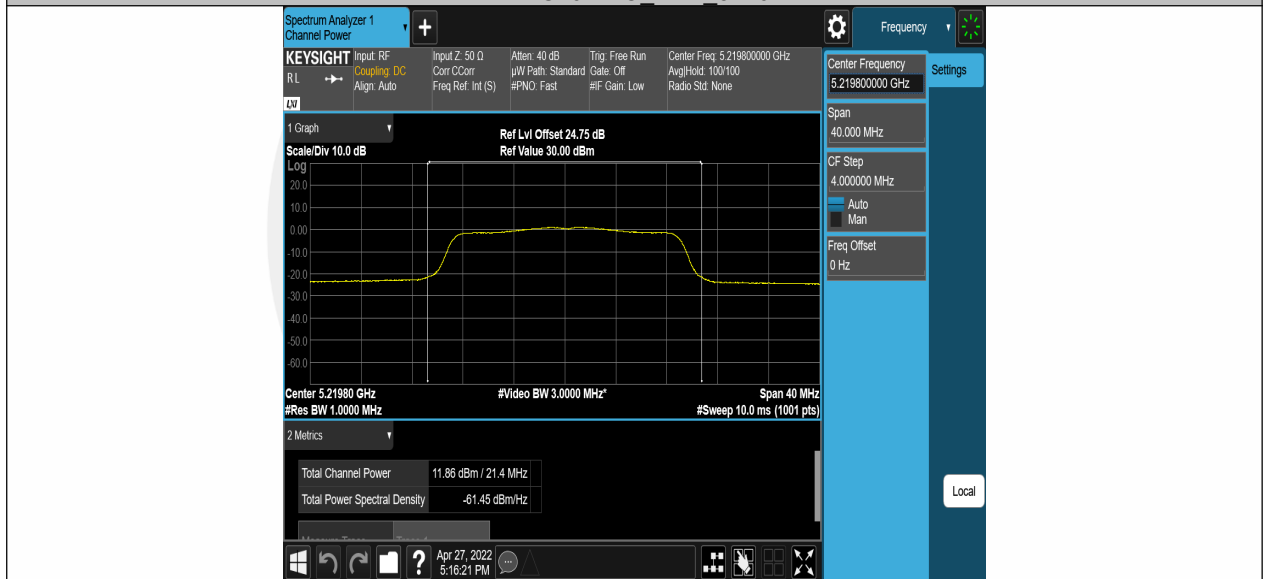 Spectrum Analyzer 1
Channel Power
+
Frequency
KEYSIGHT
RL
LXI
Input: RF
Coupling: DC
Align: Auto
Input Z: 50 Ω
Corr CCorr
Freq Ref: Int (S)
Atten: 40 dB
µW Path: Standard
#PNO: Fast
Trig: Free Run
Gate: Off
#IF Gain: Low
Center Freq: 5.219800000 GHz
Avg|Hold: 100/100
Radio Std: None
Center Frequency
5.219800000 GHz
Settings
Span
40.000 MHz
CF Step
4.000000 MHz
Auto
Man
Freq Offset
0 Hz
Local
1 Graph
Scale/Div 10.0 dB
Ref Lvl Offset 24.75 dB
Ref Value 30.00 dBm
Log
20.0
10.0
0.00
-10.0
-20.0
-30.0
-40.0
-50.0
-60.0
Center 5.21980 GHz
#Video BW 3.0000 MHz*
Span 40 MHz
#Res BW 1.0000 MHz
#Sweep 10.0 ms (1001 pts)
2 Metrics
Total Channel Power 11.86 dBm / 21.4 MHz
Total Power Spectral Density -61.45 dBm/Hz
?
Apr 27, 2022
5:16:21 PM